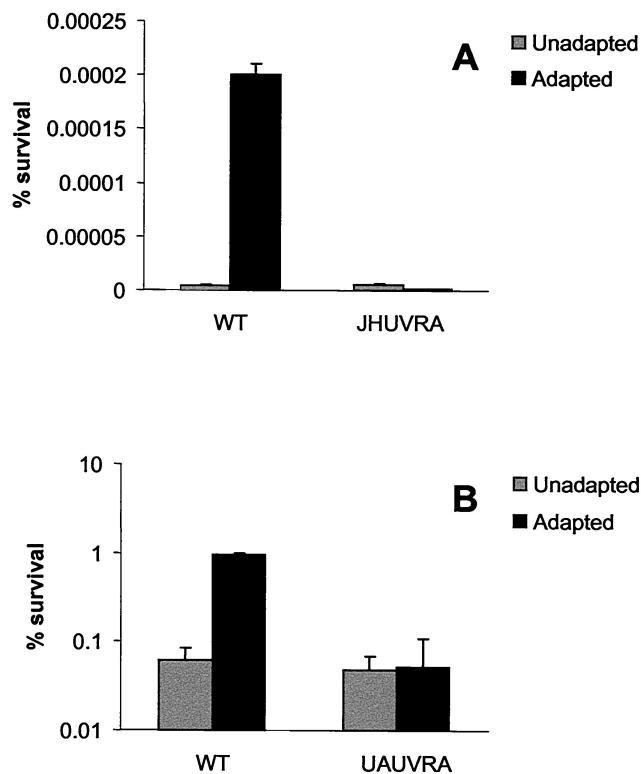 0.00025
0.0002
0.00015
0.0001
0.00005
0
% survival
A
Unadapted
Adapted
WT JHUVRA
10
1
0.1
0.01
% survival
B
Unadapted
Adapted
WT UAUVRA